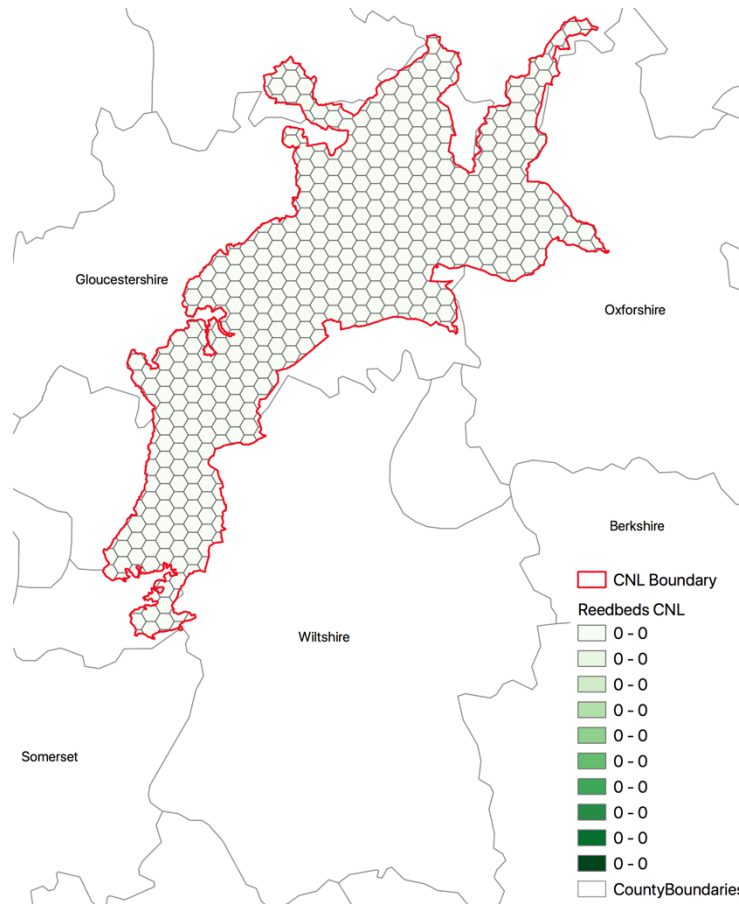 Gloucestershire
Oxforshire
Berkshire
CNL Boundary
Reedbeds CNL
0 - 0
0 - 0
0 - 0
0 - 0
0 - 0
0 - 0
0 - 0
0 - 0
0 - 0
0 - 0
CountyBoundaries
Wiltshire
Somerset